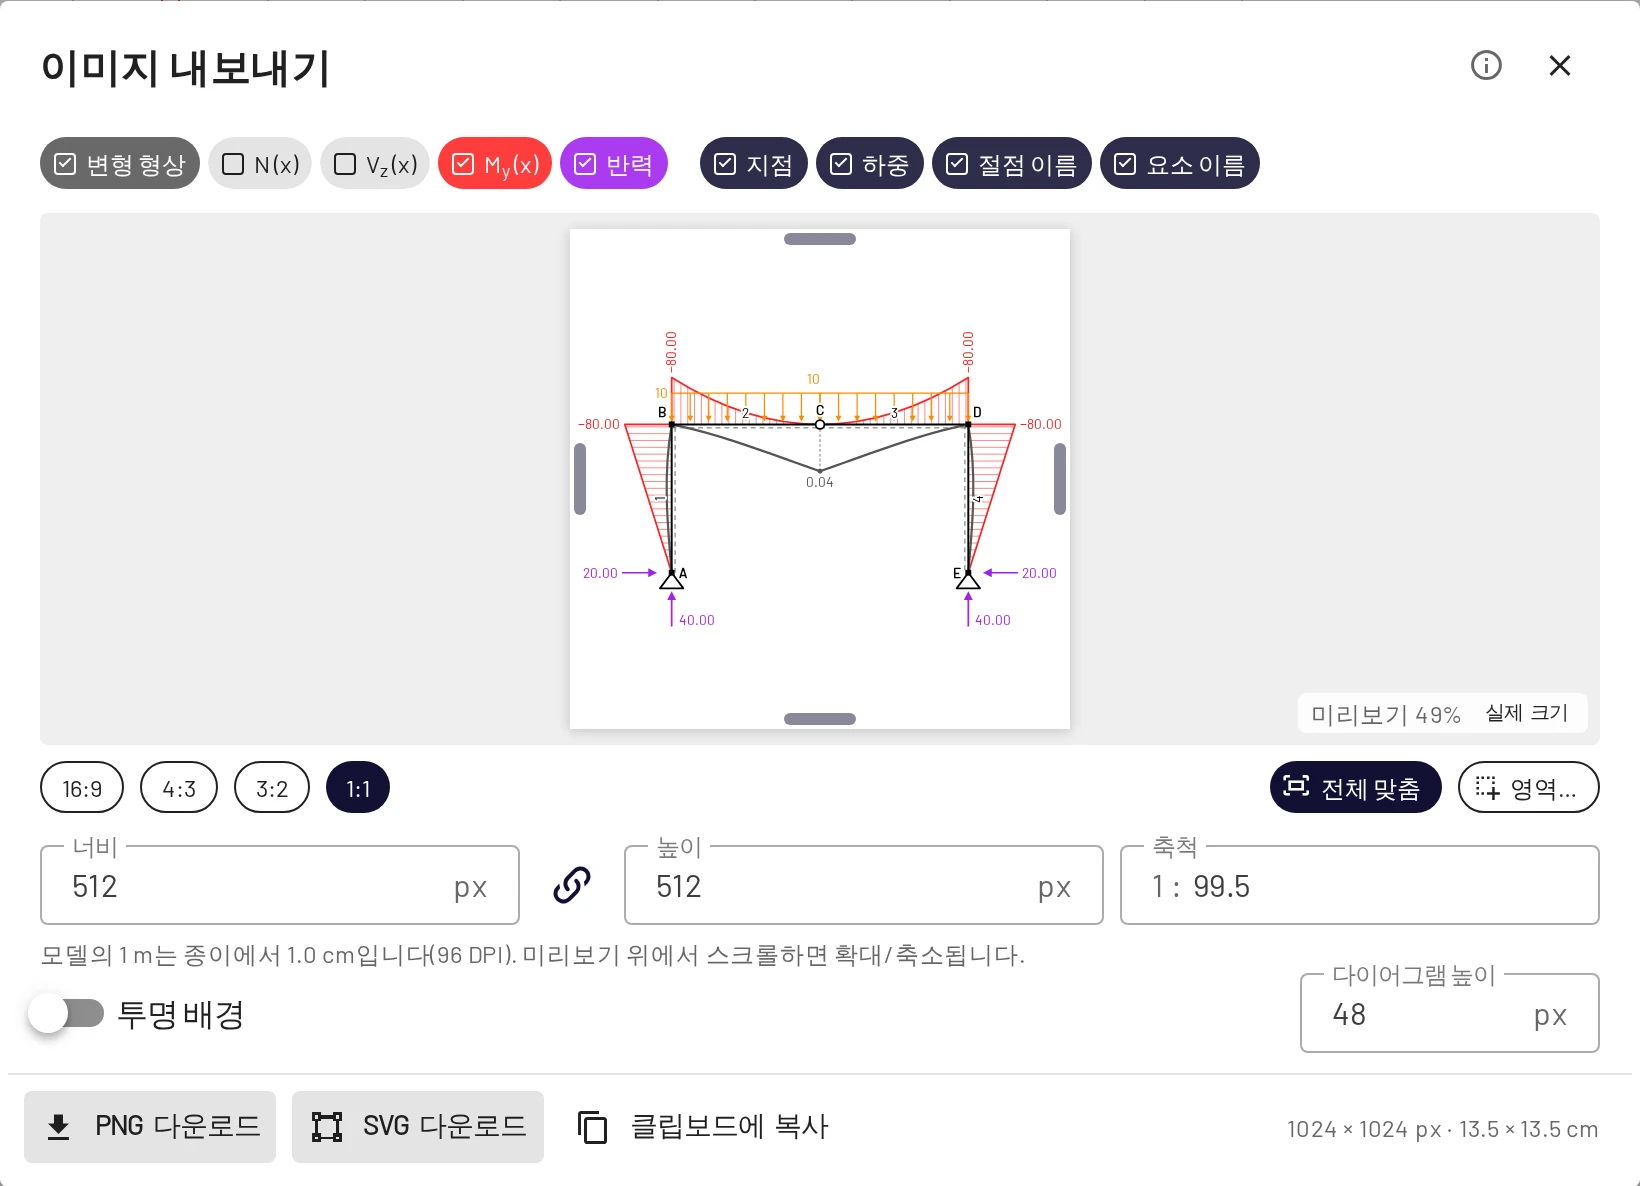 이미지 내보내기
변형 형상 N(x) Vz(x) My(x) 반력 지점 하중 절점 이름 요소 이름
-80.00 -80.00
10
10
B 2 C 3 D
-80.00 -80.00
0.04
1 4
20.00 A E 20.00
40.00 40.00
미리보기 49% 실제 크기
16:9 4:3 3:2 1:1 전체 맞춤 영역...
너비 높이 축척
512 px 512 px 1 : 99.5
모델의 1 m는 종이에서 1.0 cm입니다(96 DPI). 미리보기 위에서 스크롤하면 확대/축소됩니다.
다이어그램 높이
투명 배경 48 px
PNG 다운로드 SVG 다운로드 클립보드에 복사 1024 × 1024 px · 13.5 × 13.5 cm